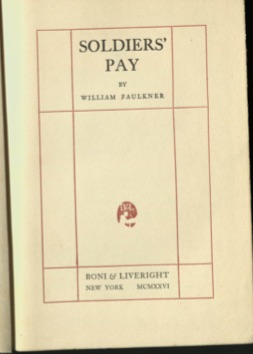 SOLDIERS'
PAY
BY
WILLIAM FAULKNER
BONI & LIVERIGHT
NEW YORK MCMXXVI